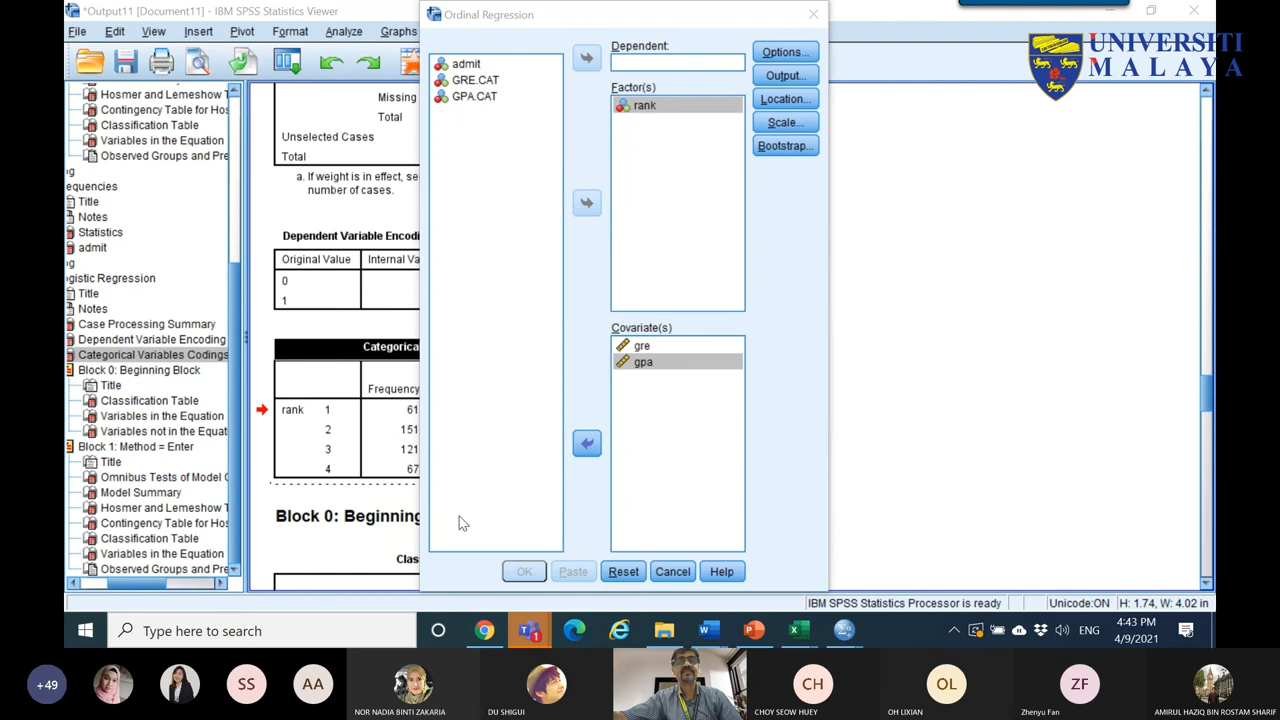 *Output11 [Document11] - IBM SPSS Statistics Viewer
File Edit View Insert Pivot Format Analyze Graphs
Hosmer and Lemeshow T
Contingency Table for Hos
Classification Table
Variables in the Equation
Observed Groups and Pre
og
equencies
Title
Notes
Statistics
admit
og
gistic Regression
Title
Notes
Case Processing Summary
Dependent Variable Encoding
Categorical Variables Codings
Block 0: Beginning Block
Title
Classification Table
Variables in the Equation
Variables not in the Equat
Block 1: Method = Enter
Title
Omnibus Tests of Model C
Model Summary
Hosmer and Lemeshow T
Contingency Table for Hos
Classification Table
Variables in the Equation
Observed Groups and Pre
Missing
Total
Unselected Cases
Total
a. If weight is in effect, se
number of cases.
Dependent Variable Encodi
Original Value Internal Va
0
1
Categorica
Frequency
rank 1 61
2 151
3 121
4 67
Block 0: Beginning
Clas
Ordinal Regression
admit
GRE.CAT
GPA.CAT
Dependent:
Factor(s)
rank
Covariate(s)
gre
gpa
Options...
Output...
Location...
Scale...
Bootstrap...
OK Paste Reset Cancel Help
UNIVERSITI
MALAYA
IBM SPSS Statistics Processor is ready Unicode:ON H: 1.74, W: 4.02 in
Type here to search
1
ENG
4:43 PM
4/9/2021
+49
SS
AA
NOR NADIA BINTI ZAKARIA
DU SHIGUI
CH
CHOY SEOW HUEY
OL
OH LIXIAN
ZF
Zhenyu Fan
AMIRUL HAZIQ BIN ROSTAM SHARIF